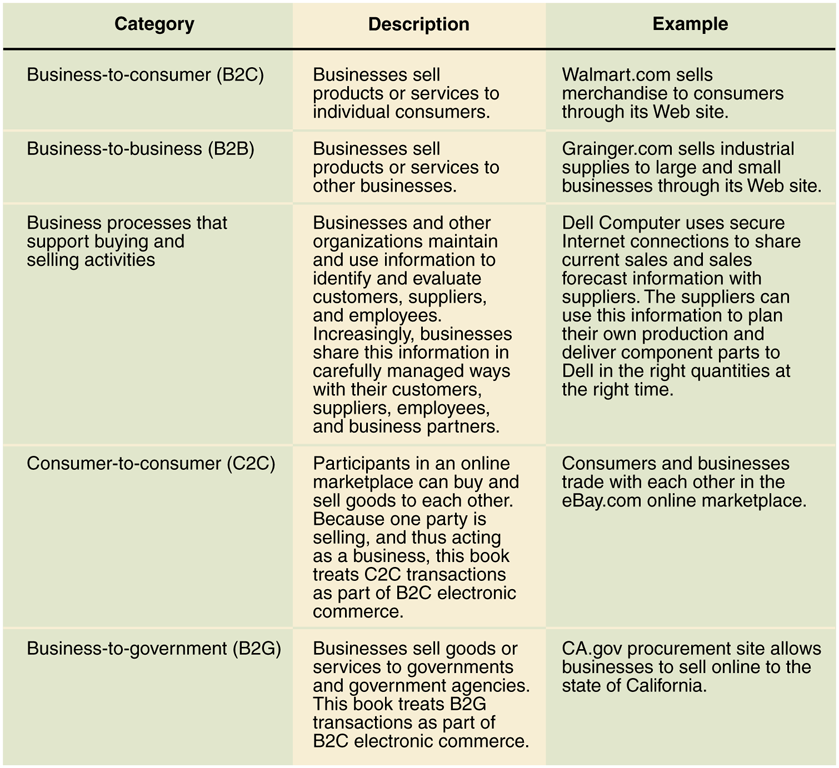 Category
Description
Example
Business-to-consumer (B2C)
Businesses sell
products or services to
individual consumers.
Walmart.com sells
merchandise to consumers
through its Web site.
Business-to-business (B2B)
Businesses sell
products or services to
other businesses.
Grainger.com sells industrial
supplies to large and small
businesses through its Web site.
Business processes that
support buying and
selling activities
Businesses and other
organizations maintain
and use information to
identify and evaluate
customers, suppliers,
and employees.
Increasingly, businesses
share this information in
carefully managed ways
with their customers,
suppliers, employees,
and business partners.
Dell Computer uses secure
Internet connections to share
current sales and sales
forecast information with
suppliers. The suppliers can
use this information to plan
their own production and
deliver component parts to
Dell in the right quantities at
the right time.
Consumer-to-consumer (C2C)
Participants in an online
marketplace can buy and
sell goods to each other.
Because one party is
selling, and thus acting
as a business, this book
treats C2C transactions
as part of B2C electronic
commerce.
Consumers and businesses
trade with each other in the
eBay.com online marketplace.
Business-to-government (B2G)
Businesses sell goods or
services to governments
and government agencies.
This book treats B2G
transactions as part of
B2C electronic commerce.
CA.gov procurement site allows
businesses to sell online to the
state of California.